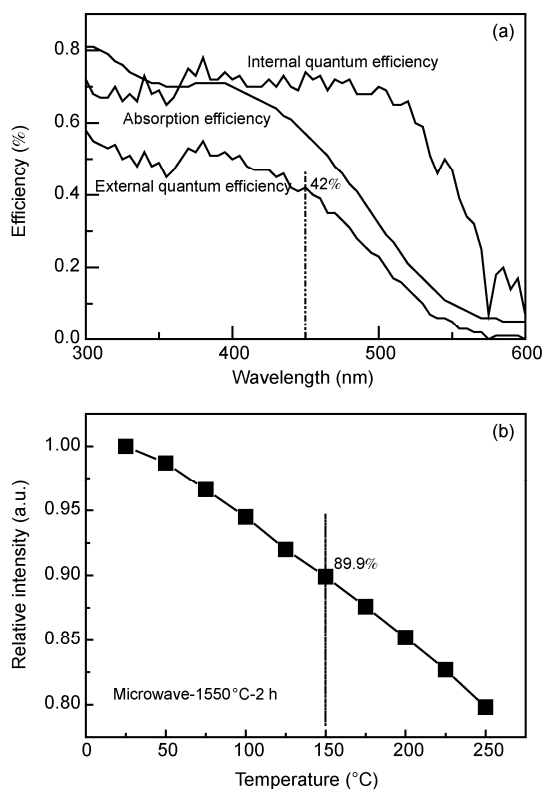 (a)
0.8
0.6
0.4
0.2
0.0
Efficiency (%)
Internal quantum efficiency
Absorption efficiency
External quantum efficiency
42%
300
400
500
600
Wavelength (nm)
(b)
1.00
0.95
0.90
0.85
0.80
Relative intensity (a.u.)
89.9%
Microwave-1550°C-2 h
0
50
100
150
200
250
Temperature (°C)